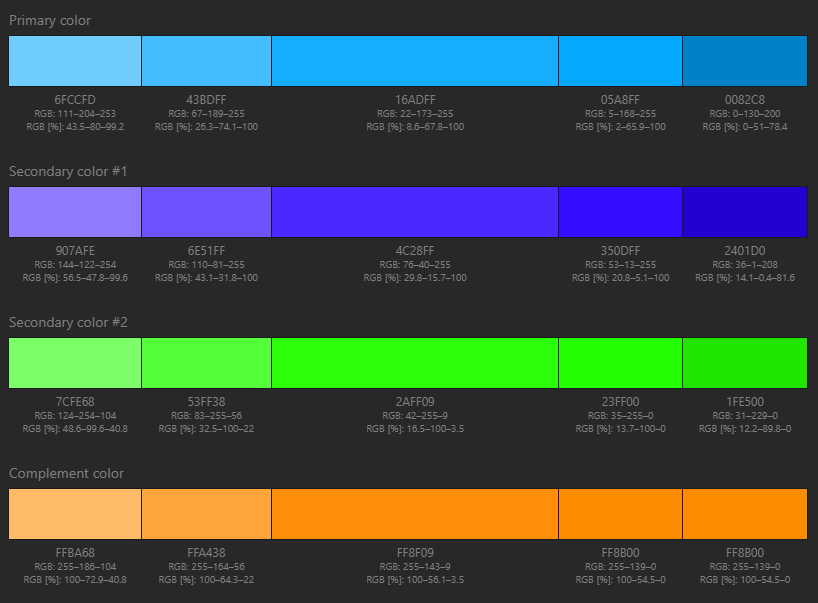 Primary color
6FCCFD 43BDFF 16ADFF 05A8FF 0082C8
RGB: 111–204–253 RGB: 67–189–255 RGB: 22–173–255 RGB: 5–168–255 RGB: 0–130–200
RGB [%]: 43.5–80–99.2 RGB [%]: 26.3–74.1–100 RGB [%]: 8.6–67.8–100 RGB [%]: 2–65.9–100 RGB [%]: 0–51–78.4
Secondary color #1
907AFE 6E51FF 4C28FF 350DFF 2401D0
RGB: 144–122–254 RGB: 110–81–255 RGB: 76–40–255 RGB: 53–13–255 RGB: 36–1–208
RGB [%]: 56.5–47.8–99.6 RGB [%]: 43.1–31.8–100 RGB [%]: 29.8–15.7–100 RGB [%]: 20.8–5.1–100 RGB [%]: 14.1–0.4–81.6
Secondary color #2
7CFE68 53FF38 2AFF09 23FF00 1FE500
RGB: 124–254–104 RGB: 83–255–56 RGB: 42–255–9 RGB: 35–255–0 RGB: 31–229–0
RGB [%]: 48.6–99.6–40.8 RGB [%]: 32.5–100–22 RGB [%]: 16.5–100–3.5 RGB [%]: 13.7–100–0 RGB [%]: 12.2–89.8–0
Complement color
FFBA68 FFA438 FF8F09 FF8B00 FF8B00
RGB: 255–186–104 RGB: 255–164–56 RGB: 255–143–9 RGB: 255–139–0 RGB: 255–139–0
RGB [%]: 100–72.9–40.8 RGB [%]: 100–64.3–22 RGB [%]: 100–56.1–3.5 RGB [%]: 100–54.5–0 RGB [%]: 100–54.5–0